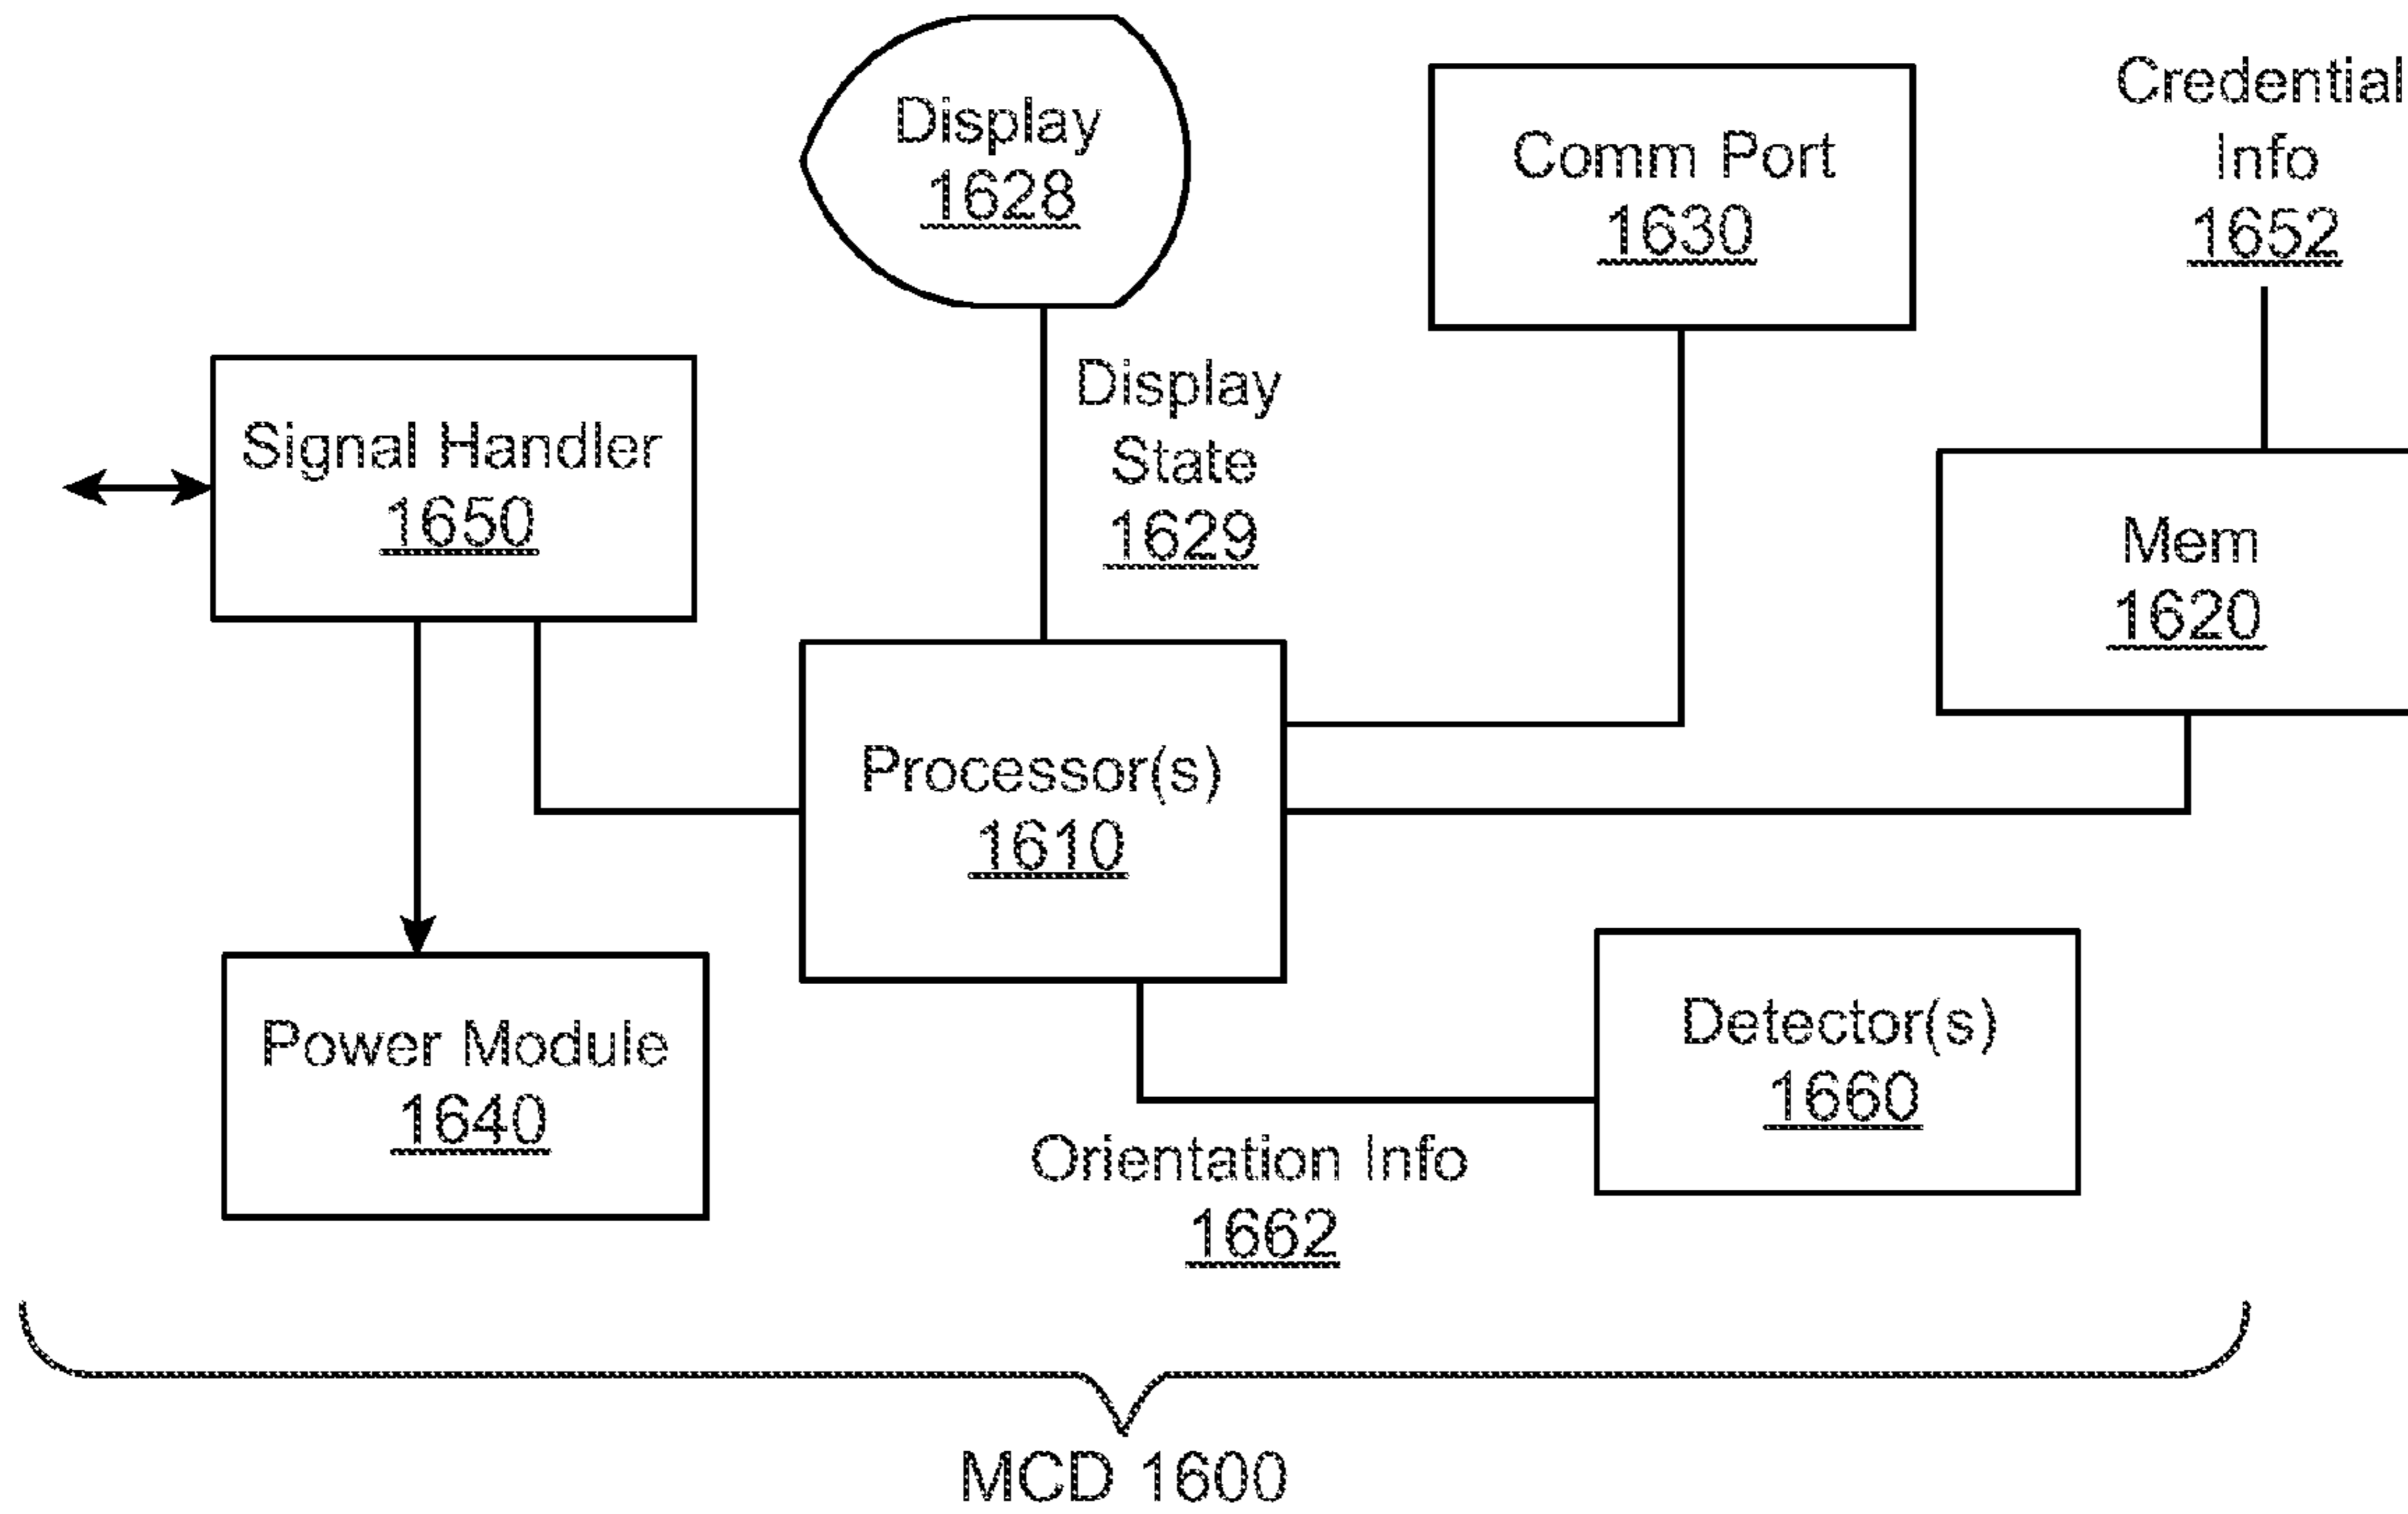 Display
1628
Comm Port
1630
Credential
Info
1652
Display
State
1629
Signal Handler
1650
Mem
1620
Processor(s)
1610
Power Module
1640
Detector(s)
1660
Orientation Info
1662
MCD 1600